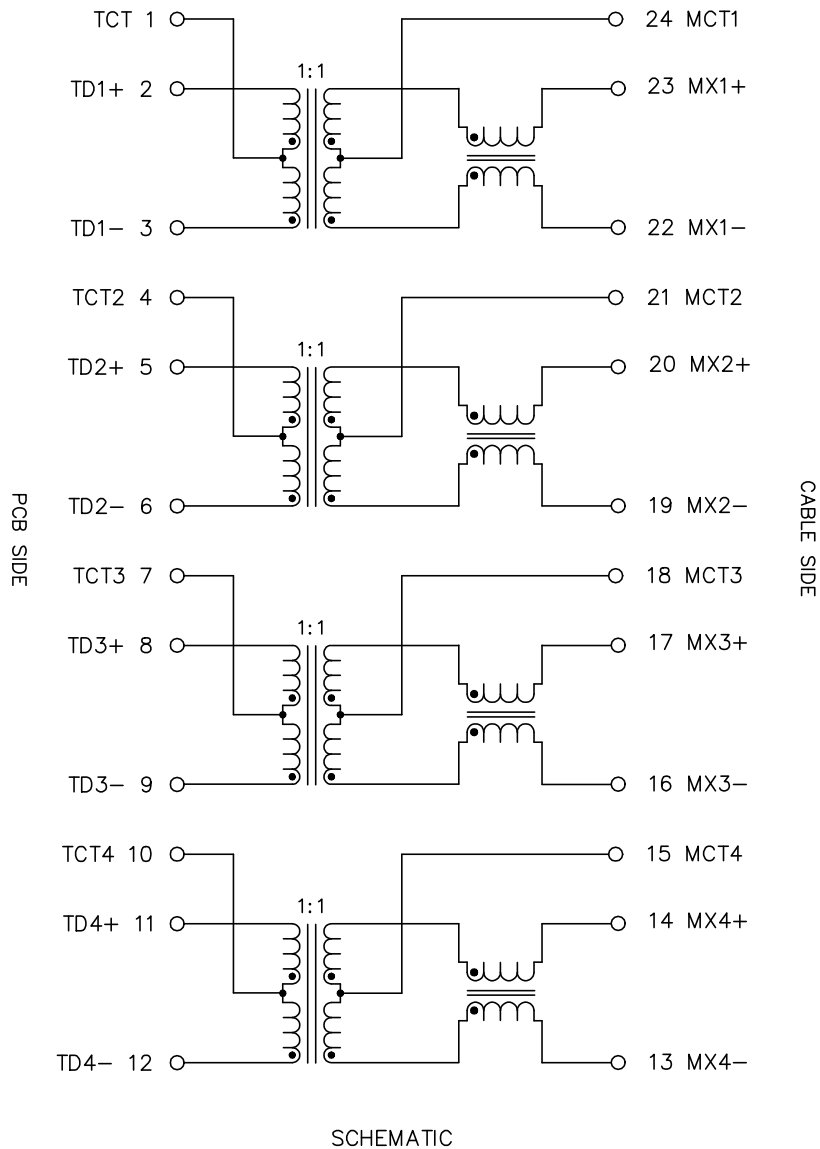 TCT 1
24 MCT1
1:1
TD1+ 2
23 MX1+
TD1− 3
22 MX1−
TCT2 4
21 MCT2
1:1
TD2+ 5
20 MX2+
TD2− 6
19 MX2−
PCB SIDE
CABLE SIDE
TCT3 7
18 MCT3
1:1
TD3+ 8
17 MX3+
TD3− 9
16 MX3−
TCT4 10
15 MCT4
1:1
TD4+ 11
14 MX4+
TD4− 12
13 MX4−
SCHEMATIC